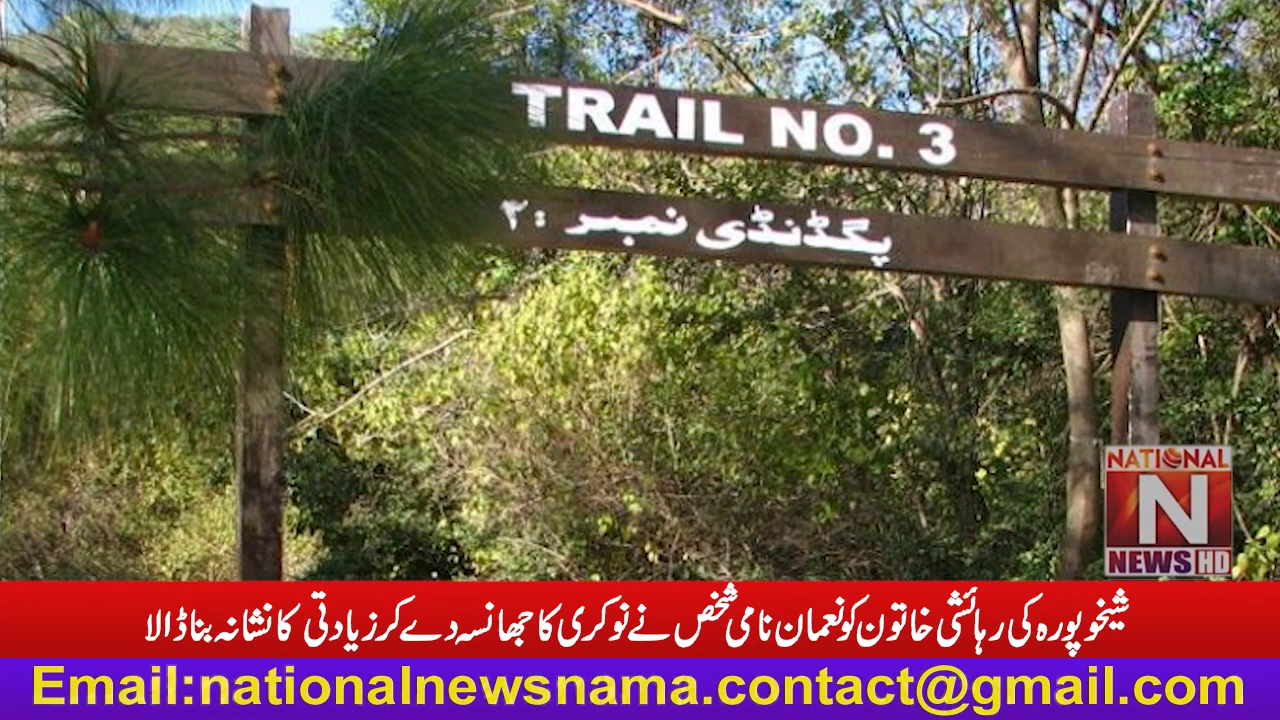 TRAIL NO. 3
پگڈنڈی نمبر : ۳
NATIONAL
N
NEWS HD
شیخوپورہ کی رہائشی خاتون کو نعمان نامی شخص نے نوکری کا جھانسہ دے کر زیادتی کا نشانہ بنا ڈالا
Email:nationalnewsnama.contact@gmail.com